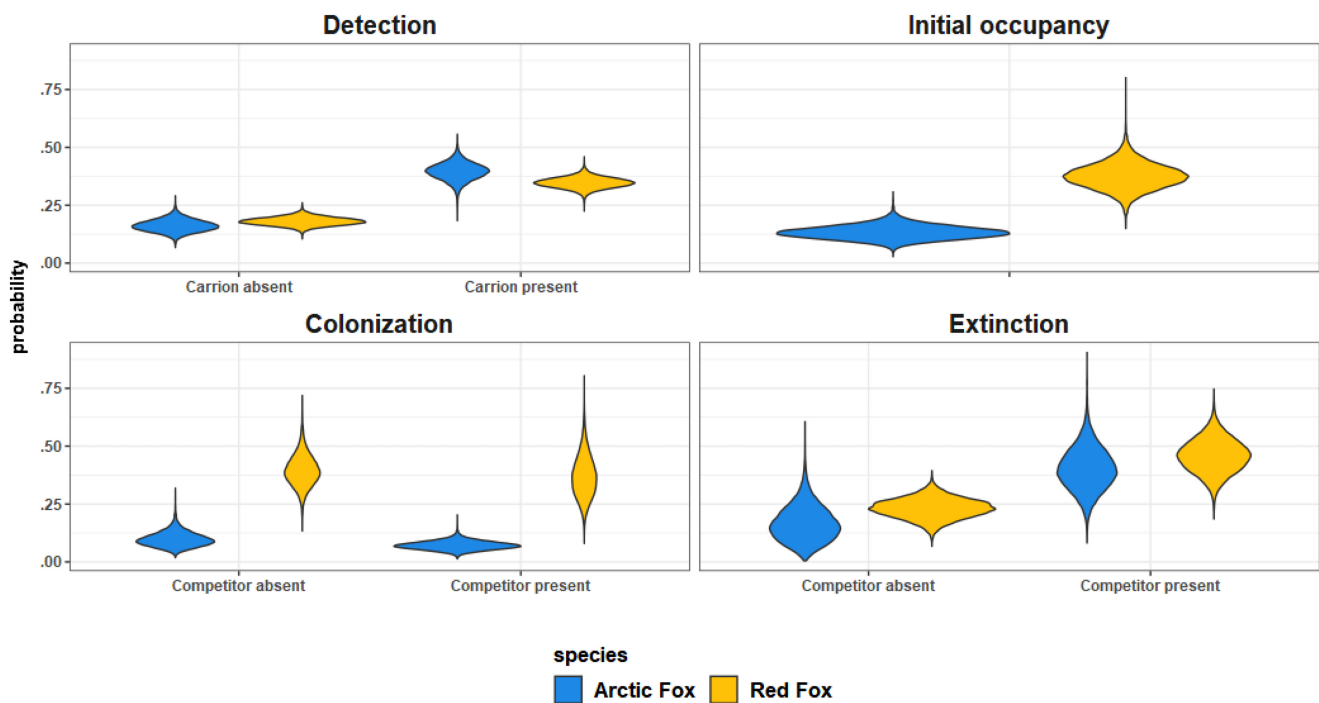 Detection
Initial occupancy
probability
.75
.50
.25
.00
Carrion absent
Carrion present
Colonization
Extinction
.75
.50
.25
.00
Competitor absent
Competitor present
Competitor absent
Competitor present
species
Arctic Fox
Red Fox